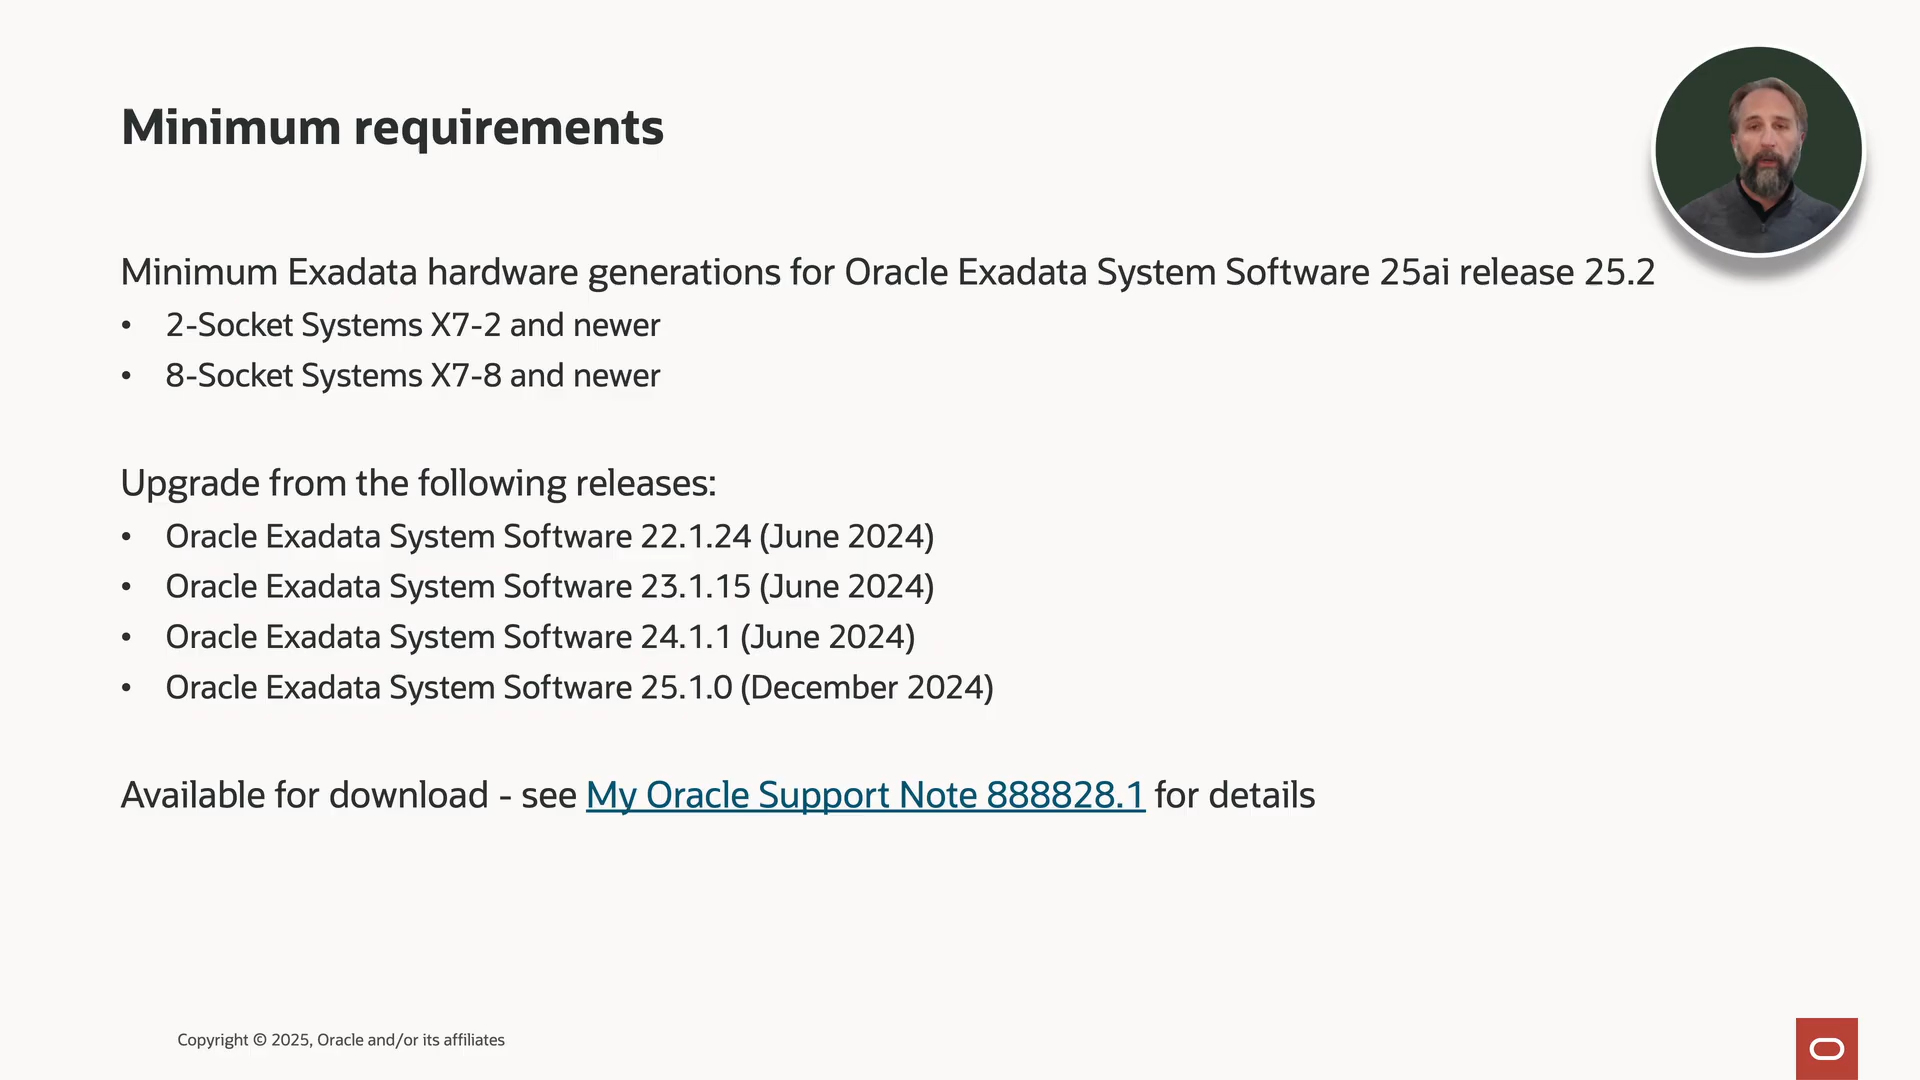 Minimum requirements
Minimum Exadata hardware generations for Oracle Exadata System Software 25ai release 25.2
• 2-Socket Systems X7-2 and newer
• 8-Socket Systems X7-8 and newer
Upgrade from the following releases:
• Oracle Exadata System Software 22.1.24 (June 2024)
• Oracle Exadata System Software 23.1.15 (June 2024)
• Oracle Exadata System Software 24.1.1 (June 2024)
• Oracle Exadata System Software 25.1.0 (December 2024)
Available for download - see My Oracle Support Note 888828.1 for details
Copyright © 2025, Oracle and/or its affiliates